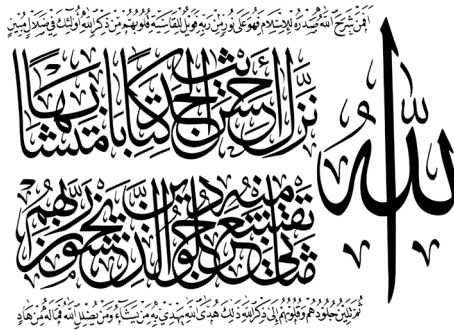 افمن شرح الله صدره للإسلام فهو على نور من ربه فويل للقاسية قلوبهم من ذكر الله أولئك في ضلال مبين
الله
نزل أحسن الحديث كتابا متشابها
مثاني تقشعر منه جلود الذين يخشون ربهم
ثم تلين جلودهم وقلوبهم إلى ذكر الله ذلك هدى الله يهدي به من يشاء ومن يضلل الله فما له من هاد